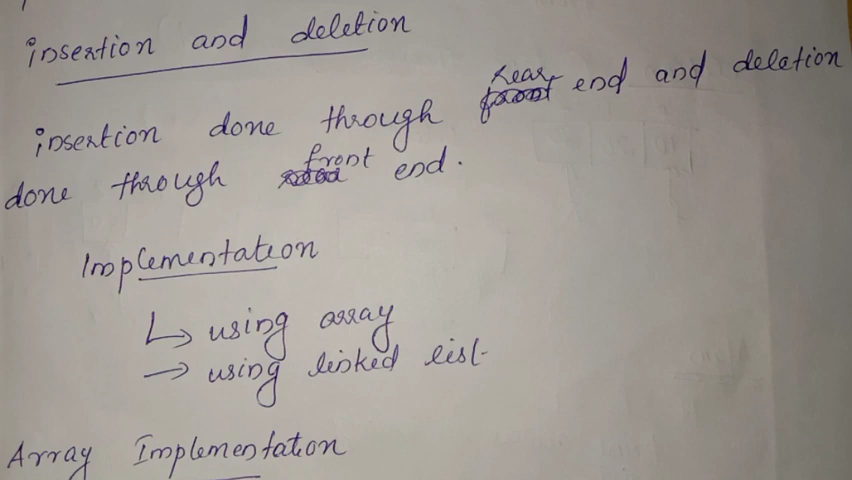 insertion and deletion
insertion done through rear end and deletion
done through front end.
Implementation
↳ using array
→ using linked list
Array Implementation